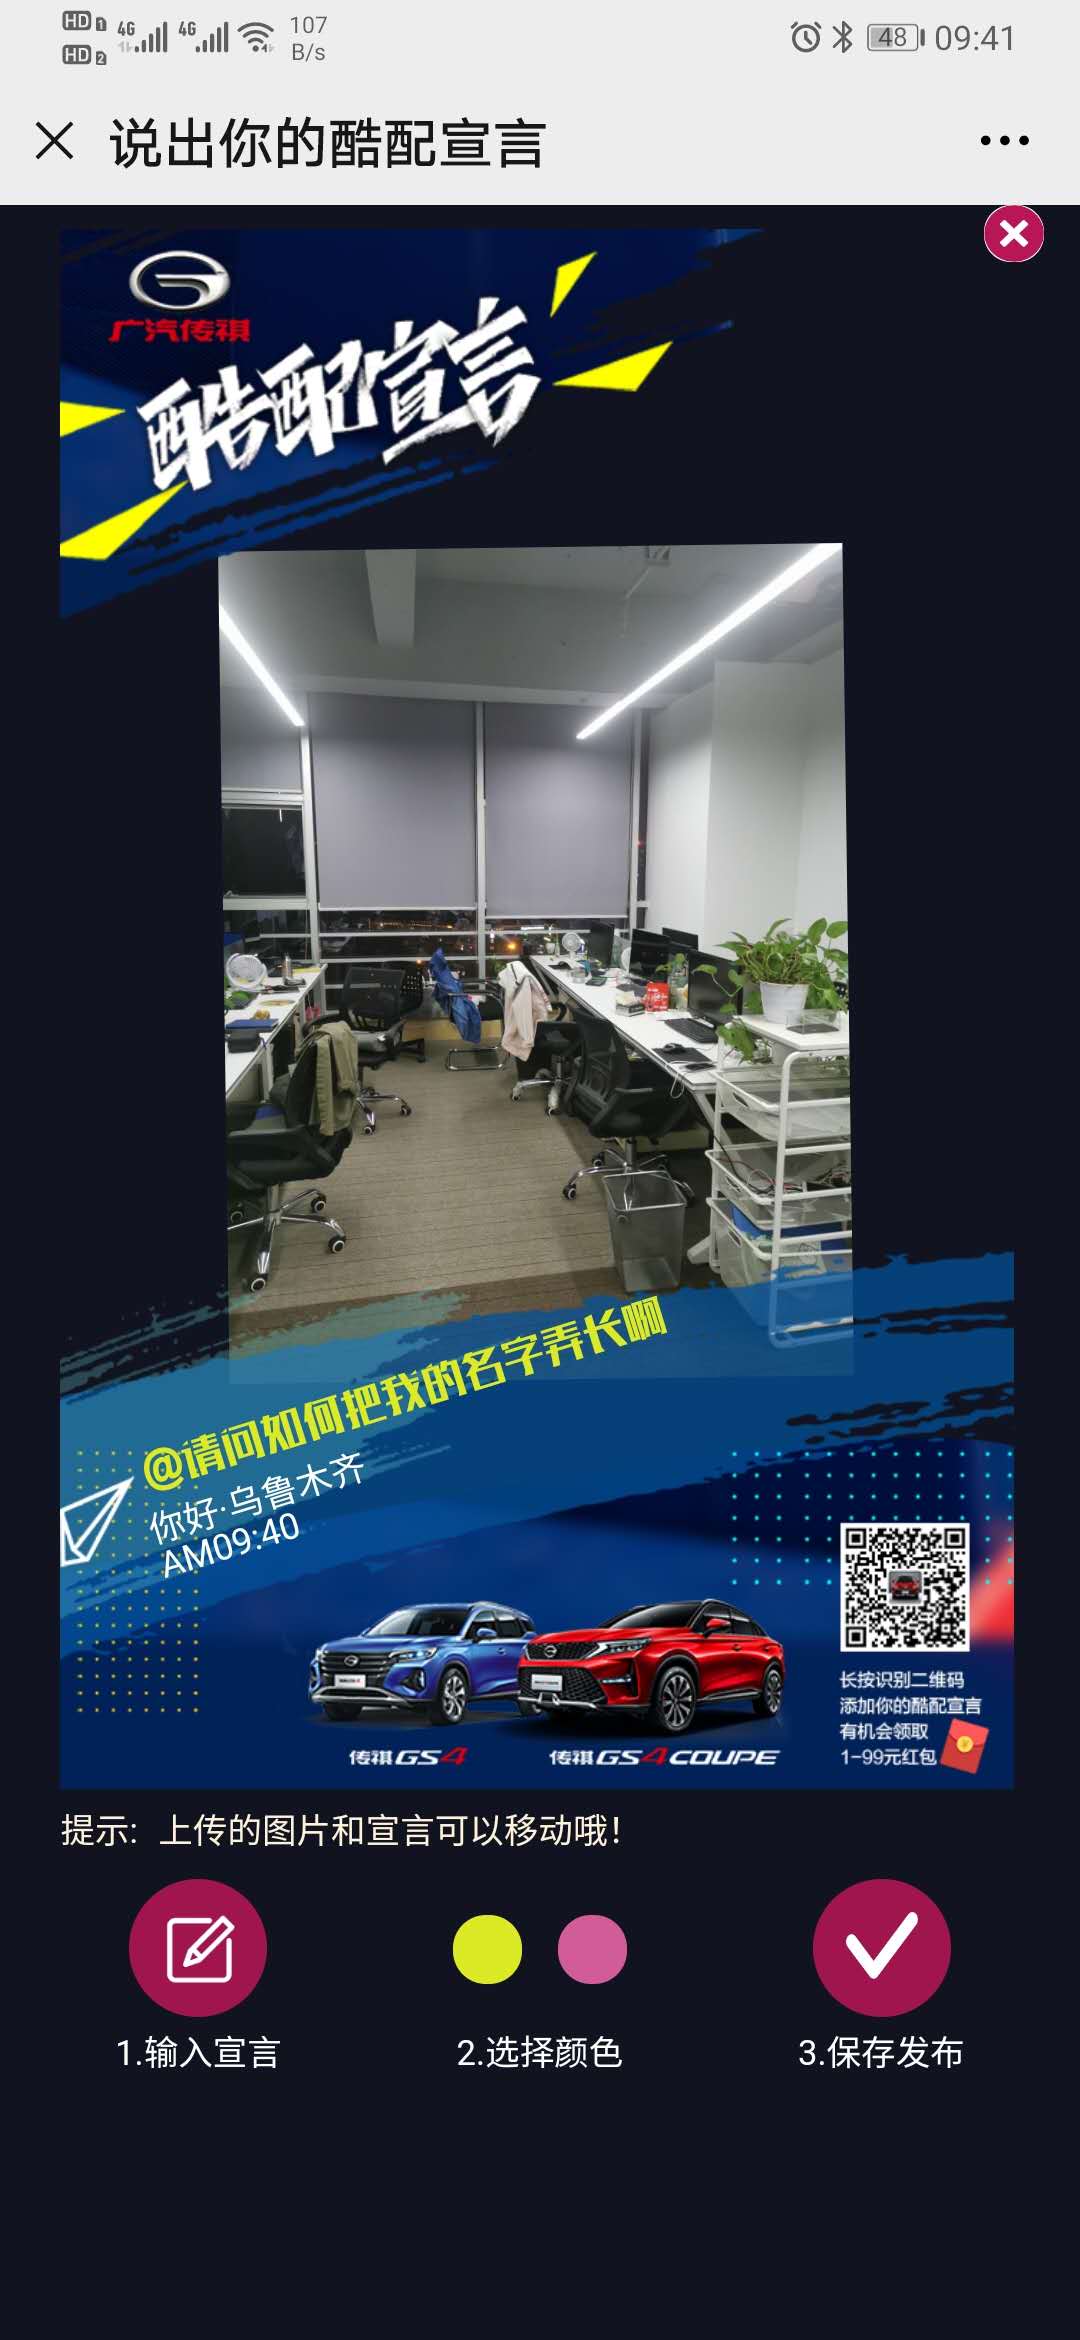 HD 1 4G 4G 107
HD 2 B/s
48 09:41
说出你的酷配宣言
广汽传祺
酷配宣言
@请问如何把我的名字弄长啊
你好·乌鲁木齐
AM09:40
传祺GS4
传祺GS4 COUPE
长按识别二维码
添加你的酷配宣言
有机会领取
1-99元红包
提示：上传的图片和宣言可以移动哦！
1.输入宣言
2.选择颜色
3.保存发布